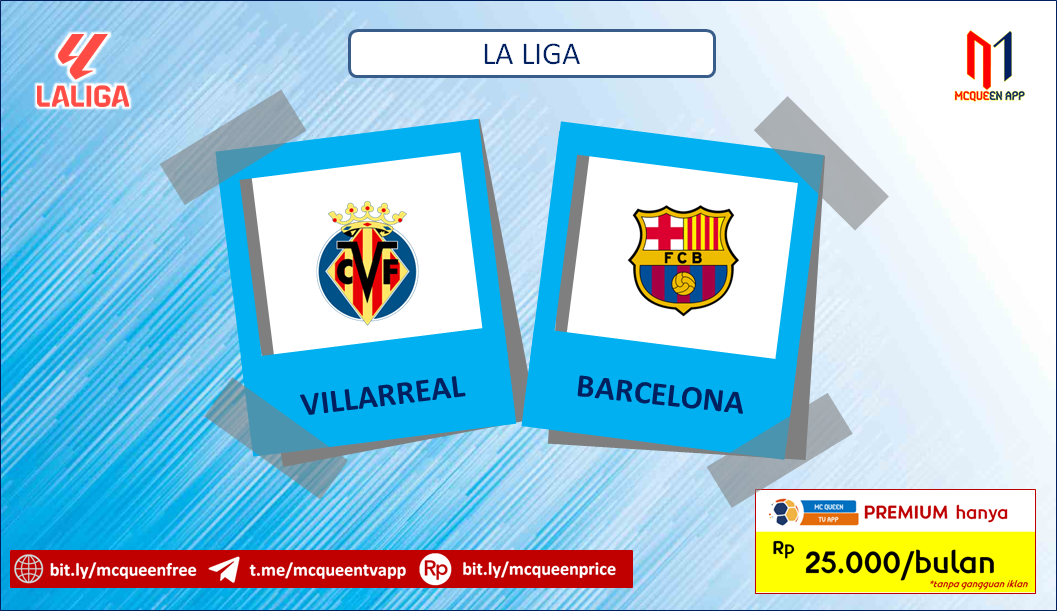 LALIGA
LA LIGA
MCQUEEN APP
CVF
FCB
VILLARREAL
BARCELONA
MC QUEEN
TV APP
PREMIUM hanya
Rp 25.000/bulan
*tanpa gangguan iklan
bit.ly/mcqueenfree
t.me/mcqueentvapp
Rp
bit.ly/mcqueenprice